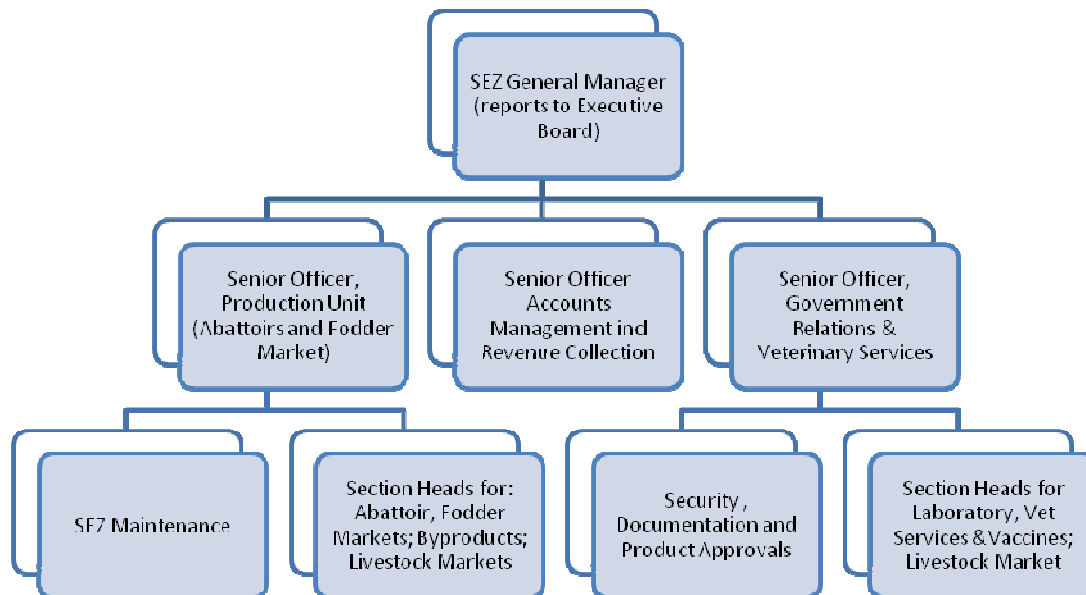 SEZ General Manager
(reports to Executive
Board)
Senior Officer,
Production Unit
(Abattoirs and Fodder
Market)
Senior Officer
Accounts
Management incl
Revenue Collection
Senior Officer,
Government
Relations &
Veterinary Services
SEZ Maintenance
Section Heads for:
Abattoir, Fodder
Markets; Byproducts;
Livestock Markets
Security ,
Documentation and
Product Approvals
Section Heads for
Laboratory, Vet
Services & Vaccines;
Livestock Market